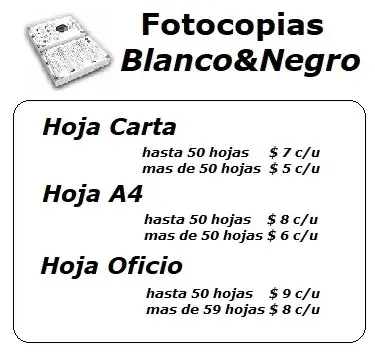 Fotocopias
Blanco&Negro
Hoja Carta
hasta 50 hojas $ 7 c/u
mas de 50 hojas $ 5 c/u
Hoja A4
hasta 50 hojas $ 8 c/u
mas de 50 hojas $ 6 c/u
Hoja Oficio
hasta 50 hojas $ 9 c/u
mas de 59 hojas $ 8 c/u